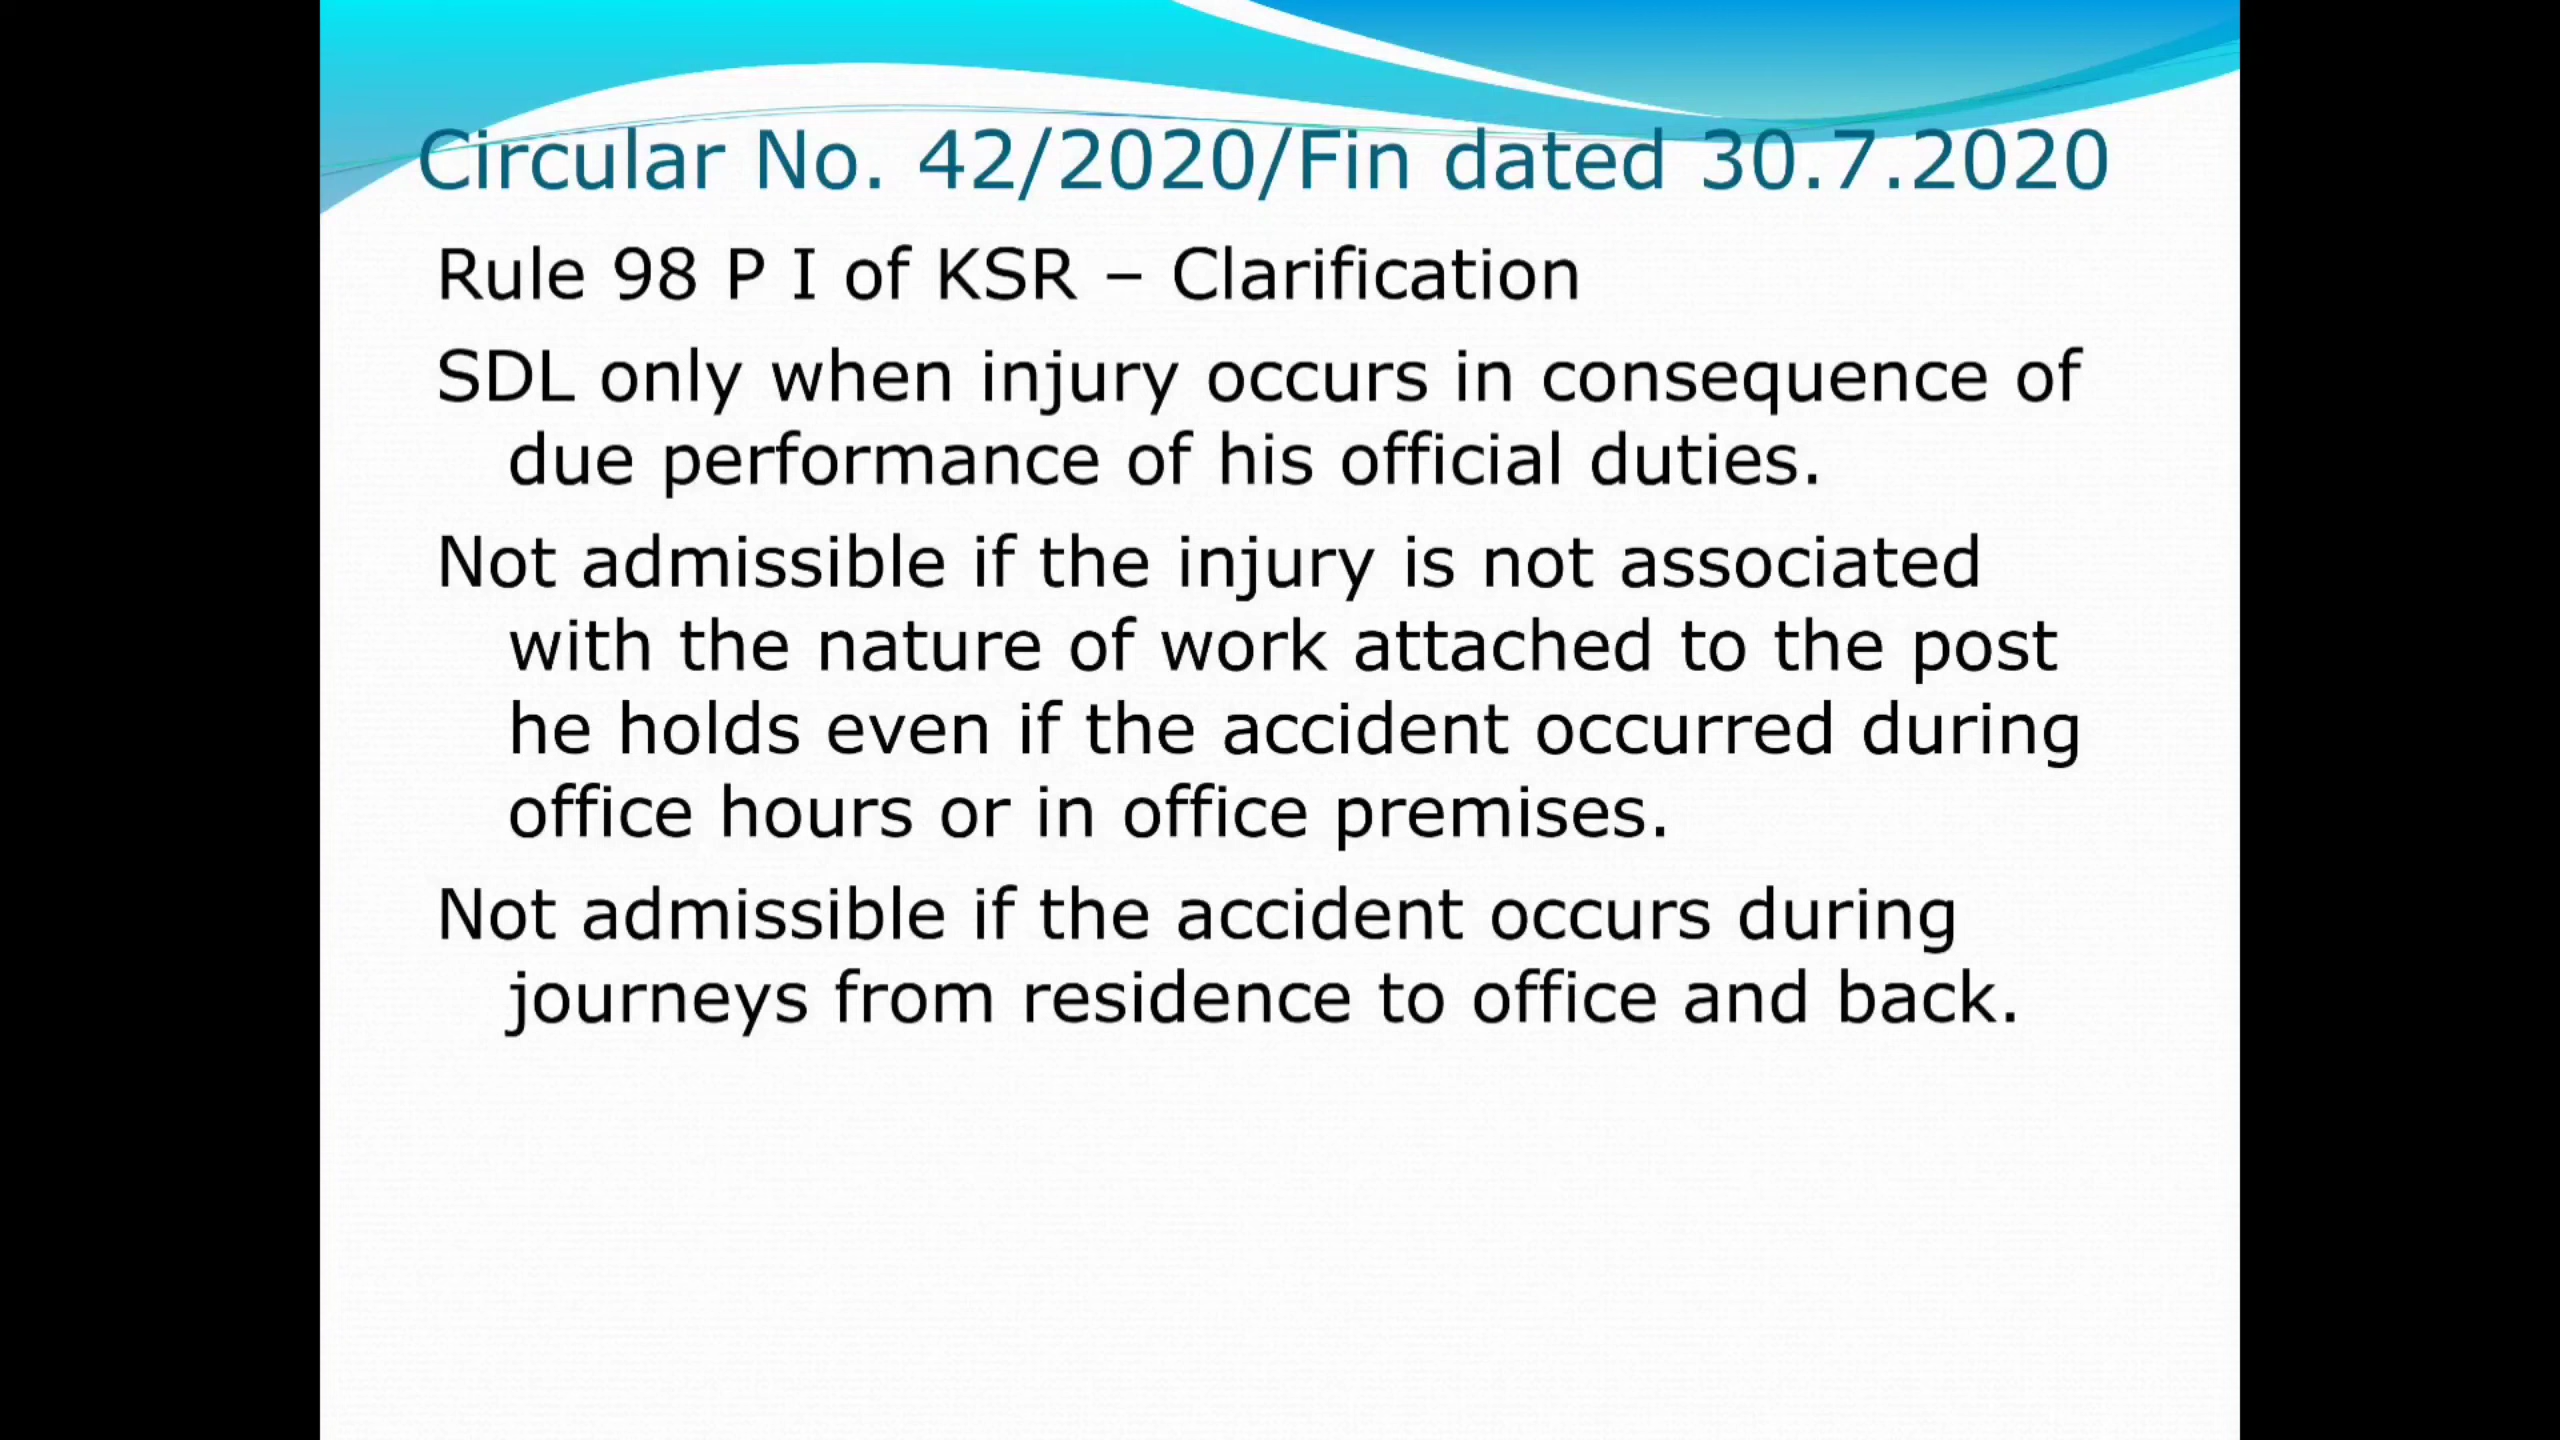 Circular No. 42/2020/Fin dated 30.7.2020
Rule 98 P I of KSR – Clarification
SDL only when injury occurs in consequence of
due performance of his official duties.
Not admissible if the injury is not associated
with the nature of work attached to the post
he holds even if the accident occurred during
office hours or in office premises.
Not admissible if the accident occurs during
journeys from residence to office and back.